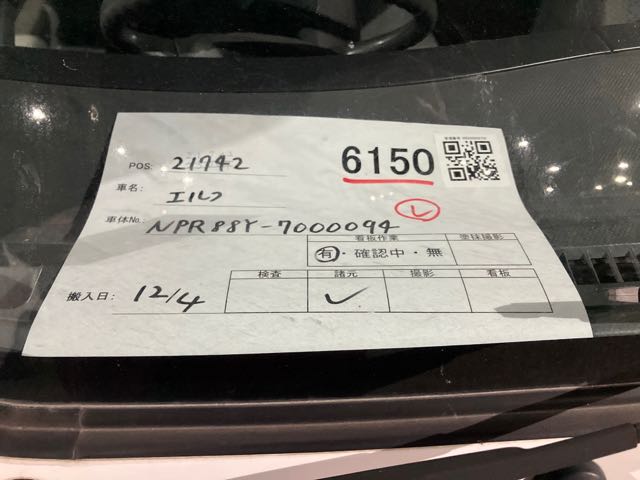 POS: 21742
6150
車名: エルフ
車体No.: NPR88Y-7000094
レ
看板作業 塗抹撮影
有・確認中・無
検査 諸元 撮影 看板
搬入日: 12/4